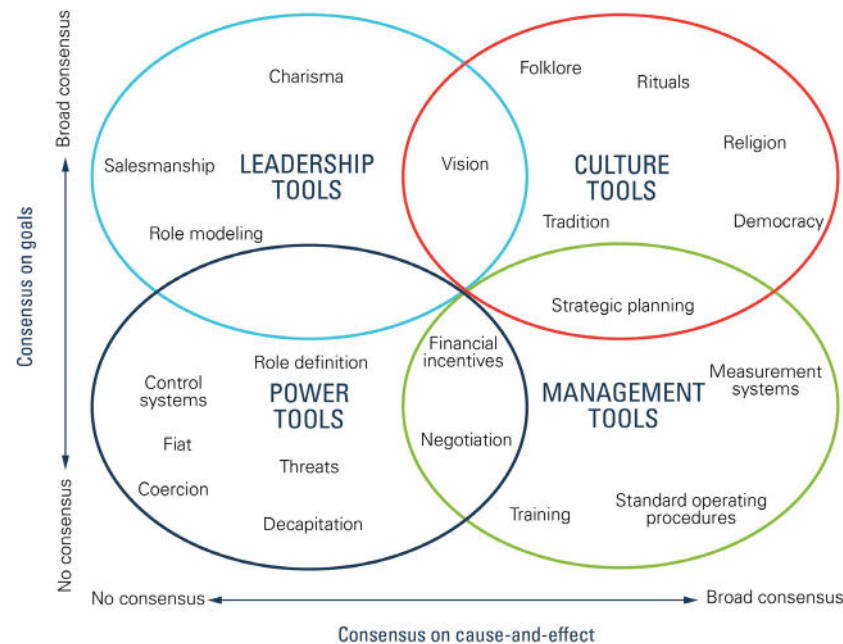 Broad consensus
Consensus on goals
No consensus
Charisma
Salesmanship
LEADERSHIP
TOOLS
Role modeling
Vision
Folklore
Rituals
Religion
CULTURE
TOOLS
Tradition
Democracy
Strategic planning
Role definition
Control
systems
POWER
TOOLS
Fiat
Threats
Coercion
Decapitation
Financial
incentives
Negotiation
Measurement
systems
MANAGEMENT
TOOLS
Training
Standard operating
procedures
No consensus
Broad consensus
Consensus on cause-and-effect